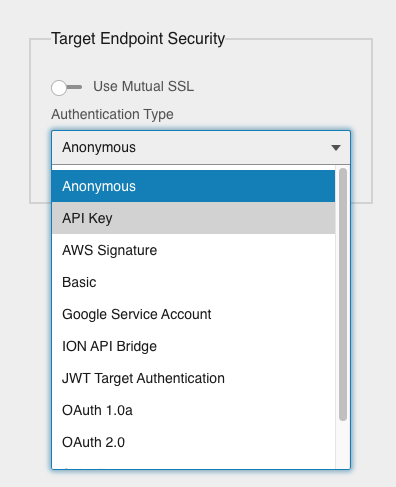 Target Endpoint Security
Use Mutual SSL
Authentication Type
Anonymous
Anonymous
API Key
AWS Signature
Basic
Google Service Account
ION API Bridge
JWT Target Authentication
OAuth 1.0a
OAuth 2.0